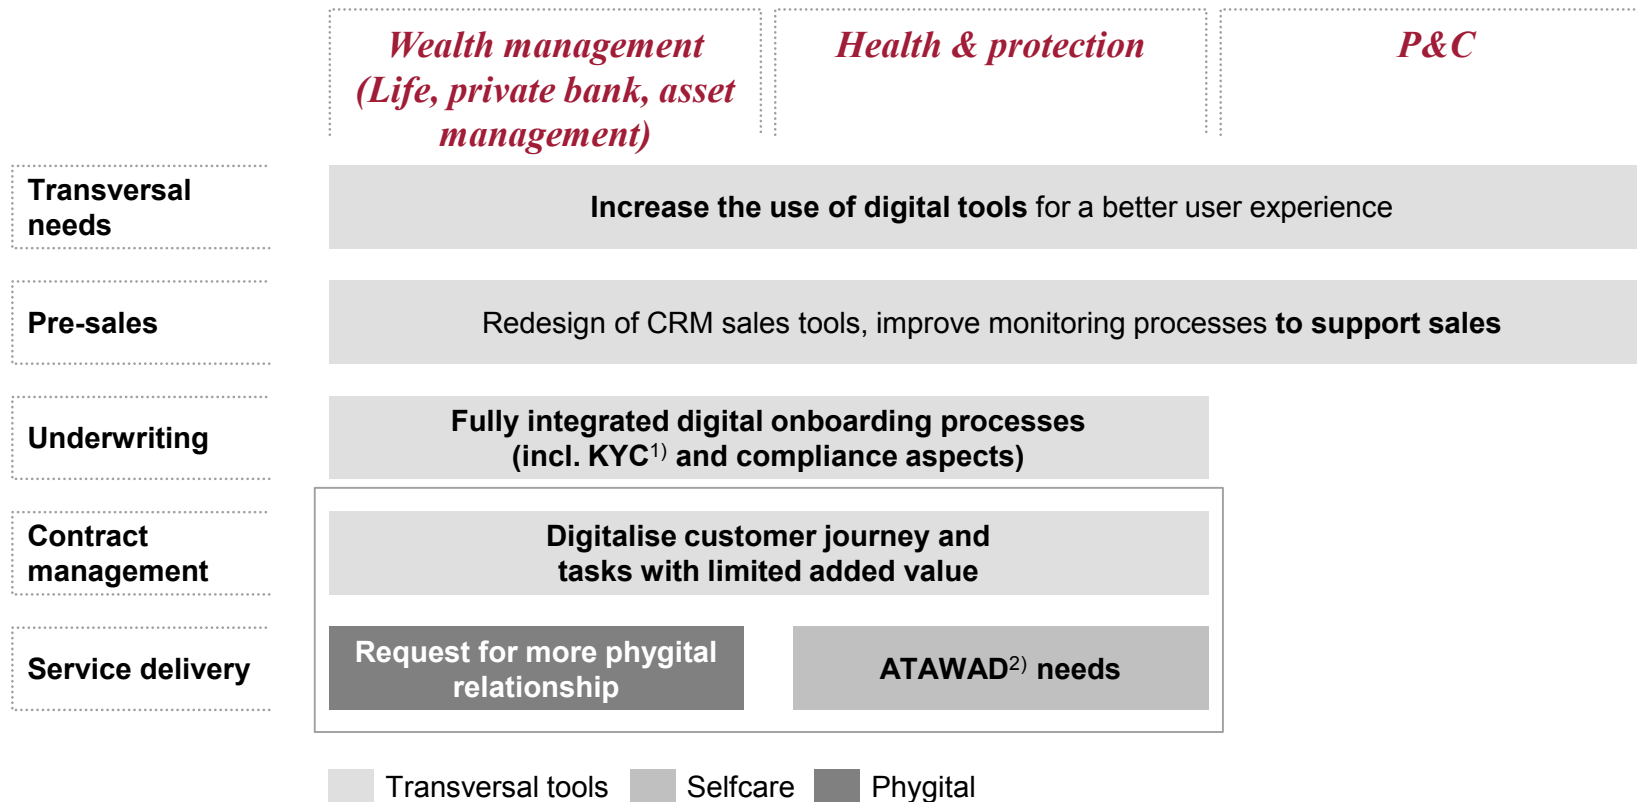 Wealth management
(Life, private bank, asset
management)
Health & protection
P&C
Transversal
needs
Increase the use of digital tools for a better user experience
Pre-sales
Redesign of CRM sales tools, improve monitoring processes to support sales
Underwriting
Fully integrated digital onboarding processes
(incl. KYC1) and compliance aspects)
Contract
management
Digitalise customer journey and
tasks with limited added value
Service delivery
Request for more phygital
relationship
ATAWAD2) needs
Transversal tools
Selfcare
Phygital